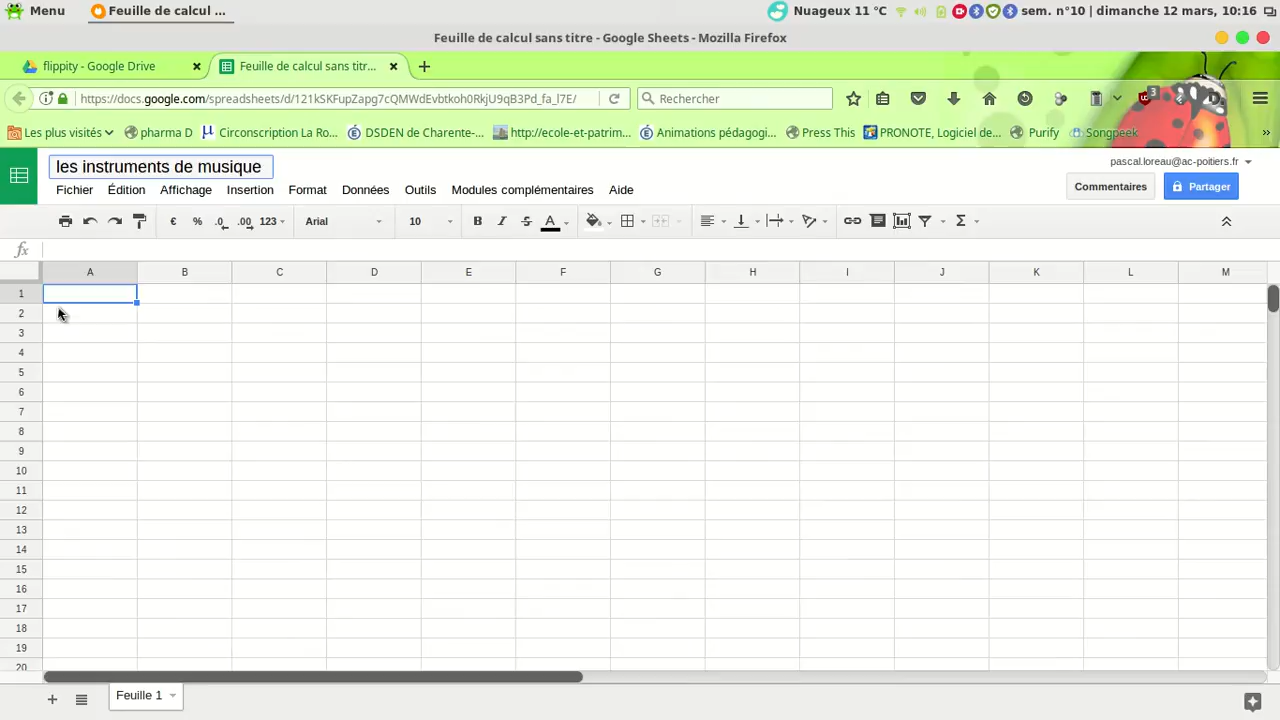 Menu Feuille de calcul ... Nuageux 11 °C sem. n°10 | dimanche 12 mars, 10:16
Feuille de calcul sans titre - Google Sheets - Mozilla Firefox
flippity - Google Drive Feuille de calcul sans titr...
https://docs.google.com/spreadsheets/d/121kSKFupZapg7cQMWdEvbtkoh0RkjU9qB3Pd_fa_l7E/ Rechercher 3
Les plus visités pharma D Circonscription La Ro... DSDEN de Charente-... http://ecole-et-patrim... Animations pédagogi... Press This PRONOTE, Logiciel de... Purify Songpeek
les instruments de musique pascal.loreau@ac-poitiers.fr
Fichier Édition Affichage Insertion Format Données Outils Modules complémentaires Aide Commentaires Partager
€ % .0 .00 123 Arial 10 B I S A Σ
fx
A B C D E F G H I J K L M
1
2
3
4
5
6
7
8
9
10
11
12
13
14
15
16
17
18
19
20
Feuille 1